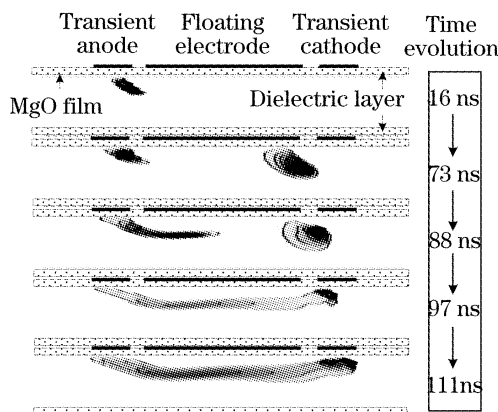 Transient Floating Transient Time
anode electrode cathode evolution
MgO film
Dielectric layer
16 ns
73 ns
88 ns
97 ns
111ns